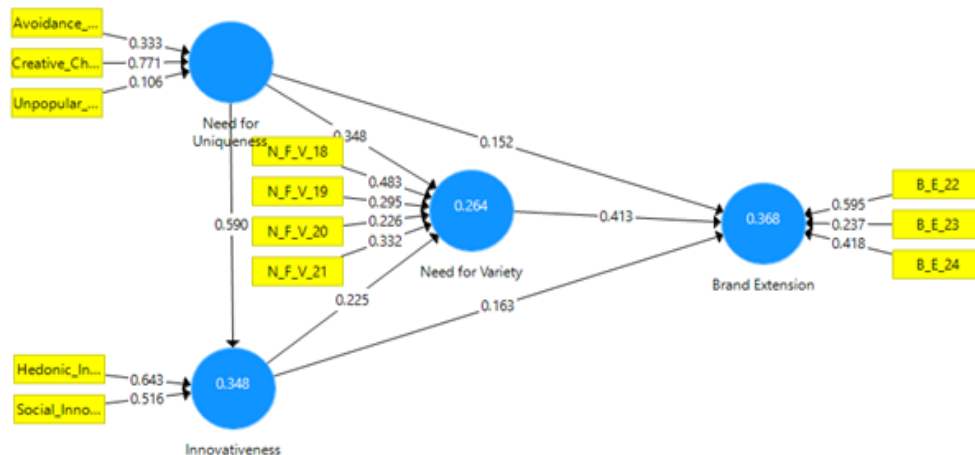 Avoidance_...
0.333
Creative_Ch...
0.771
Unpopular_...
0.106
Need for
Uniqueness
0.348
0.152
N_F_V_18
0.483
N_F_V_19
0.295
N_F_V_20
0.226
N_F_V_21
0.332
0.264
Need for Variety
0.413
0.368
Brand Extension
B_E_22
0.595
B_E_23
0.237
B_E_24
0.418
0.590
0.225
0.163
Hedonic_In...
0.643
Social_Inno...
0.516
0.348
Innovativeness